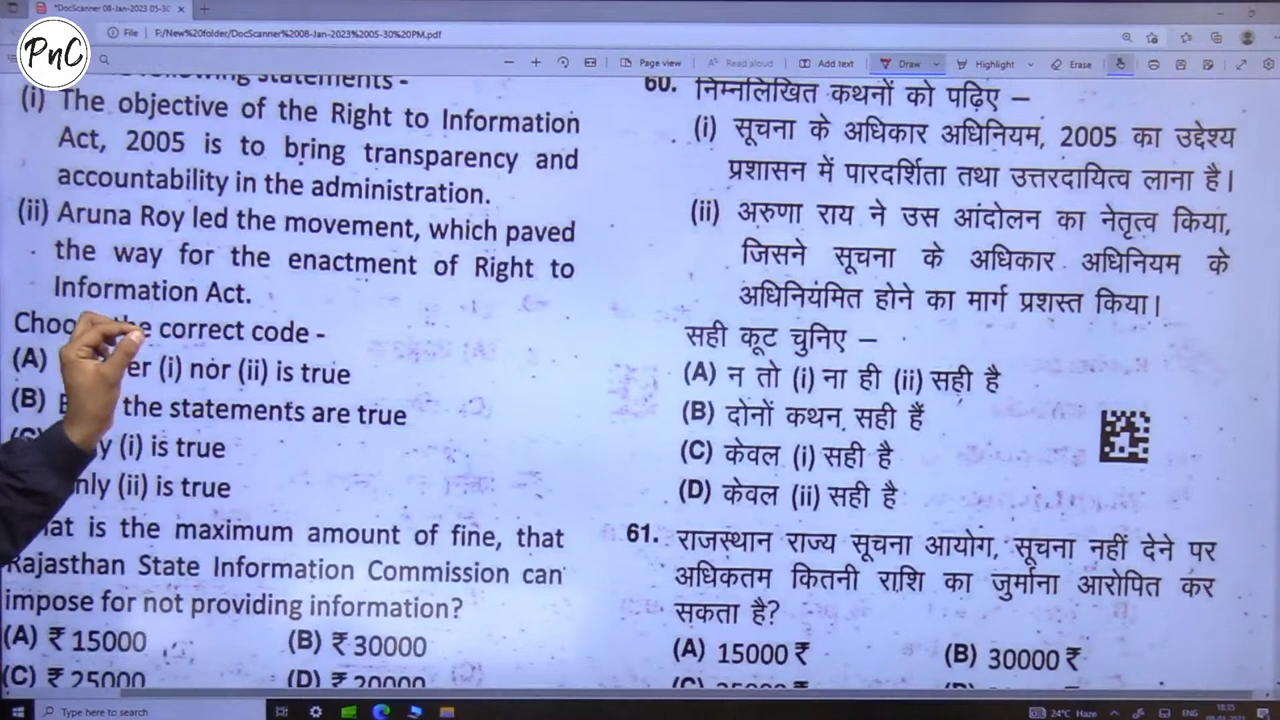 *DocScanner 08-Jan-2023 05-30
File F:/New%20folder/DocScanner%2008-Jan-2023%2005-30%20PM.pdf
PnC
Page view Read aloud Add text Draw Highlight Erase
following statements -
(i) The objective of the Right to Information
Act, 2005 is to bring transparency and
accountability in the administration.
(ii) Aruna Roy led the movement, which paved
the way for the enactment of Right to
Information Act.
the correct code -
(A) er (i) nor (ii) is true
(B) the statements are true
(i) is true
nly (ii) is true
at is the maximum amount of fine, that
Rajasthan State Information Commission can
impose for not providing information?
(A) ₹ 15000 (B) ₹ 30000
(C) ₹ 25000 (D) ₹ 20000
60. निम्नलिखित कथनों को पढ़िए –
(i) सूचना के अधिकार अधिनियम, 2005 का उद्देश्य
प्रशासन में पारदर्शिता तथा उत्तरदायित्व लाना है।
(ii) अरुणा राय ने उस आंदोलन का नेतृत्व किया,
जिसने सूचना के अधिकार अधिनियम के
अधिनियमित होने का मार्ग प्रशस्त किया।
सही कूट चुनिए –
(A) न तो (i) ना ही (ii) सही है
(B) दोनों कथन सही हैं
(C) केवल (i) सही है
(D) केवल (ii) सही है
61. राजस्थान राज्य सूचना आयोग, सूचना नहीं देने पर
अधिकतम कितनी राशि का जुर्माना आरोपित कर
सकता है?
(A) 15000 ₹ (B) 30000 ₹
Type here to search
24°C Haze ENG 18:35